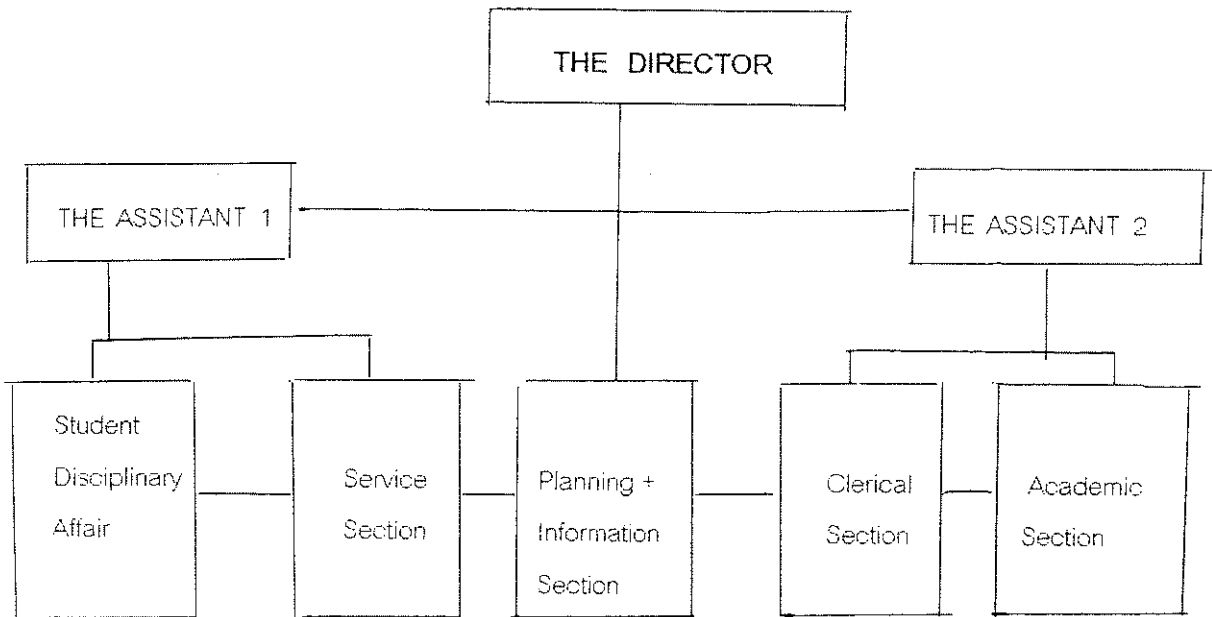 THE DIRECTOR
THE ASSISTANT 1
THE ASSISTANT 2
Student
Disciplinary
Affair
Service
Section
Planning +
Information
Section
Clerical
Section
Academic
Section